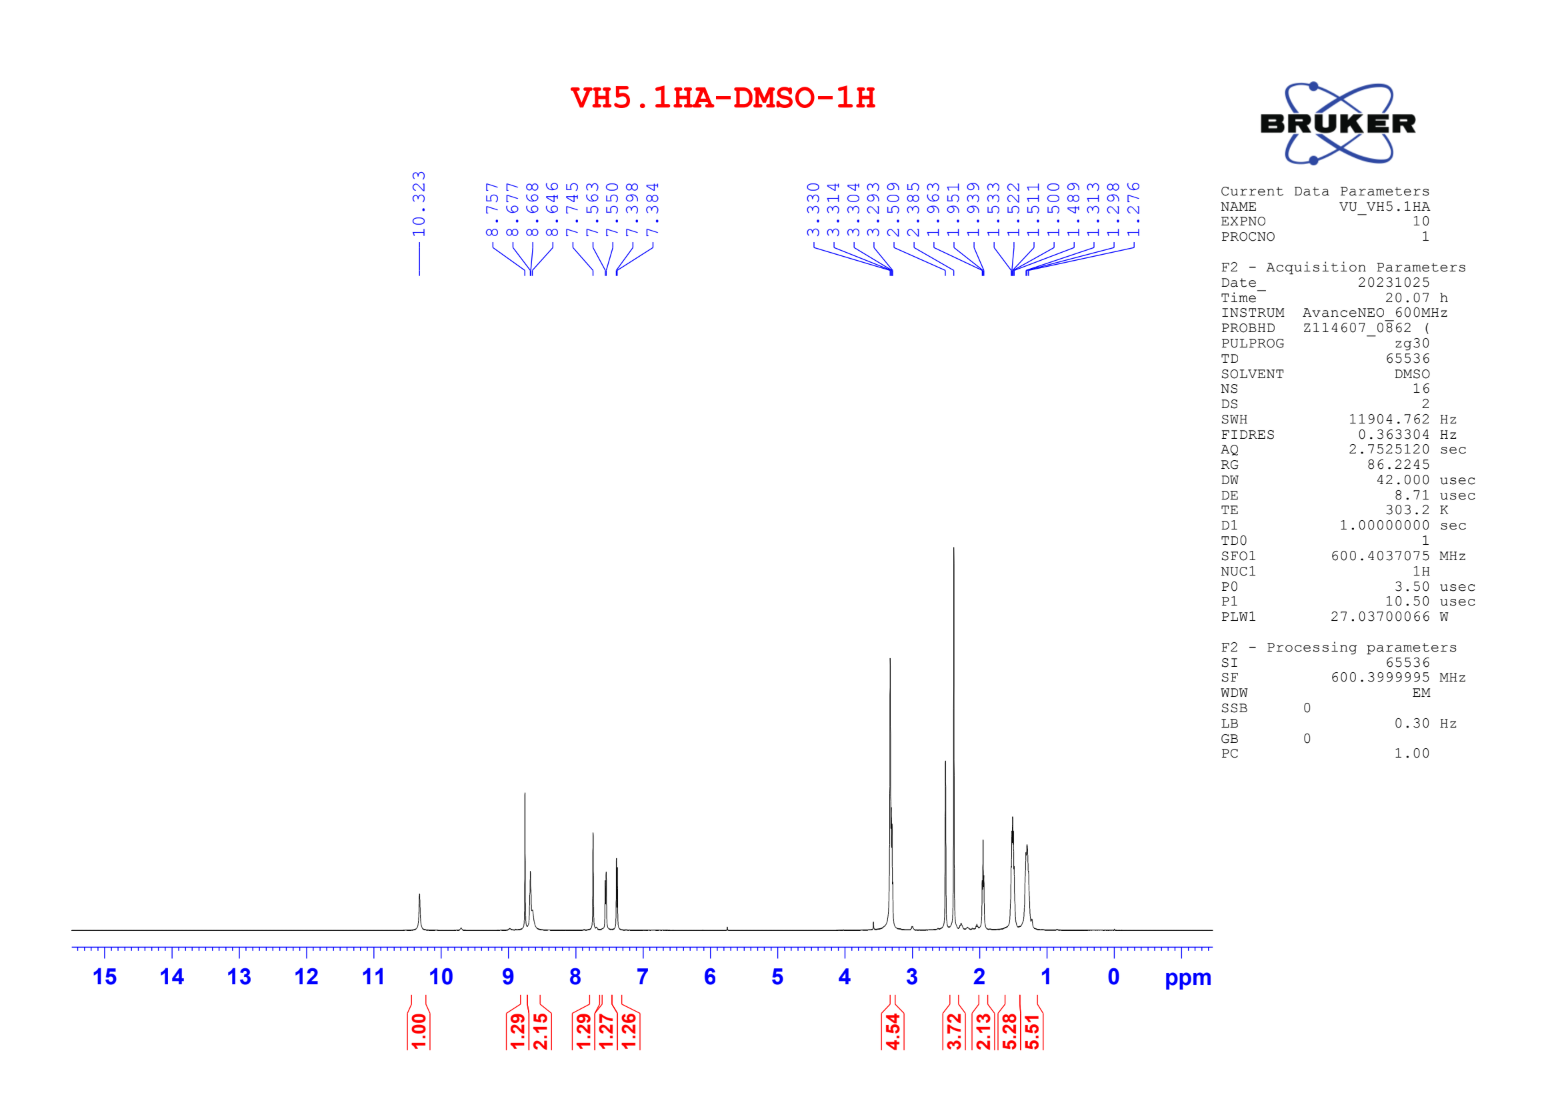 VH5.1HA-DMSO-1H
BRUKER
10.323
8.757
8.677
8.668
8.646
7.745
7.563
7.550
7.398
7.384
3.330
3.314
3.304
3.293
2.509
2.385
1.963
1.951
1.939
1.533
1.522
1.511
1.500
1.489
1.313
1.298
1.276
Current Data Parameters
NAME VU_VH5.1HA
EXPNO 10
PROCNO 1
F2 - Acquisition Parameters
Date_ 20231025
Time 20.07 h
INSTRUM AvanceNEO_600MHz
PROBHD Z114607_0862 (
PULPROG zg30
TD 65536
SOLVENT DMSO
NS 16
DS 2
SWH 11904.762 Hz
FIDRES 0.363304 Hz
AQ 2.7525120 sec
RG 86.2245
DW 42.000 usec
DE 8.71 usec
TE 303.2 K
D1 1.00000000 sec
TD0 1
SFO1 600.4037075 MHz
NUC1 1H
P0 3.50 usec
P1 10.50 usec
PLW1 27.03700066 W
F2 - Processing parameters
SI 65536
SF 600.3999995 MHz
WDW EM
SSB 0
LB 0.30 Hz
GB 0
PC 1.00
15 14 13 12 11 10 9 8 7 6 5 4 3 2 1 0 ppm
1.00
1.29
2.15
1.29
1.27
1.26
4.54
3.72
2.13
5.28
5.51